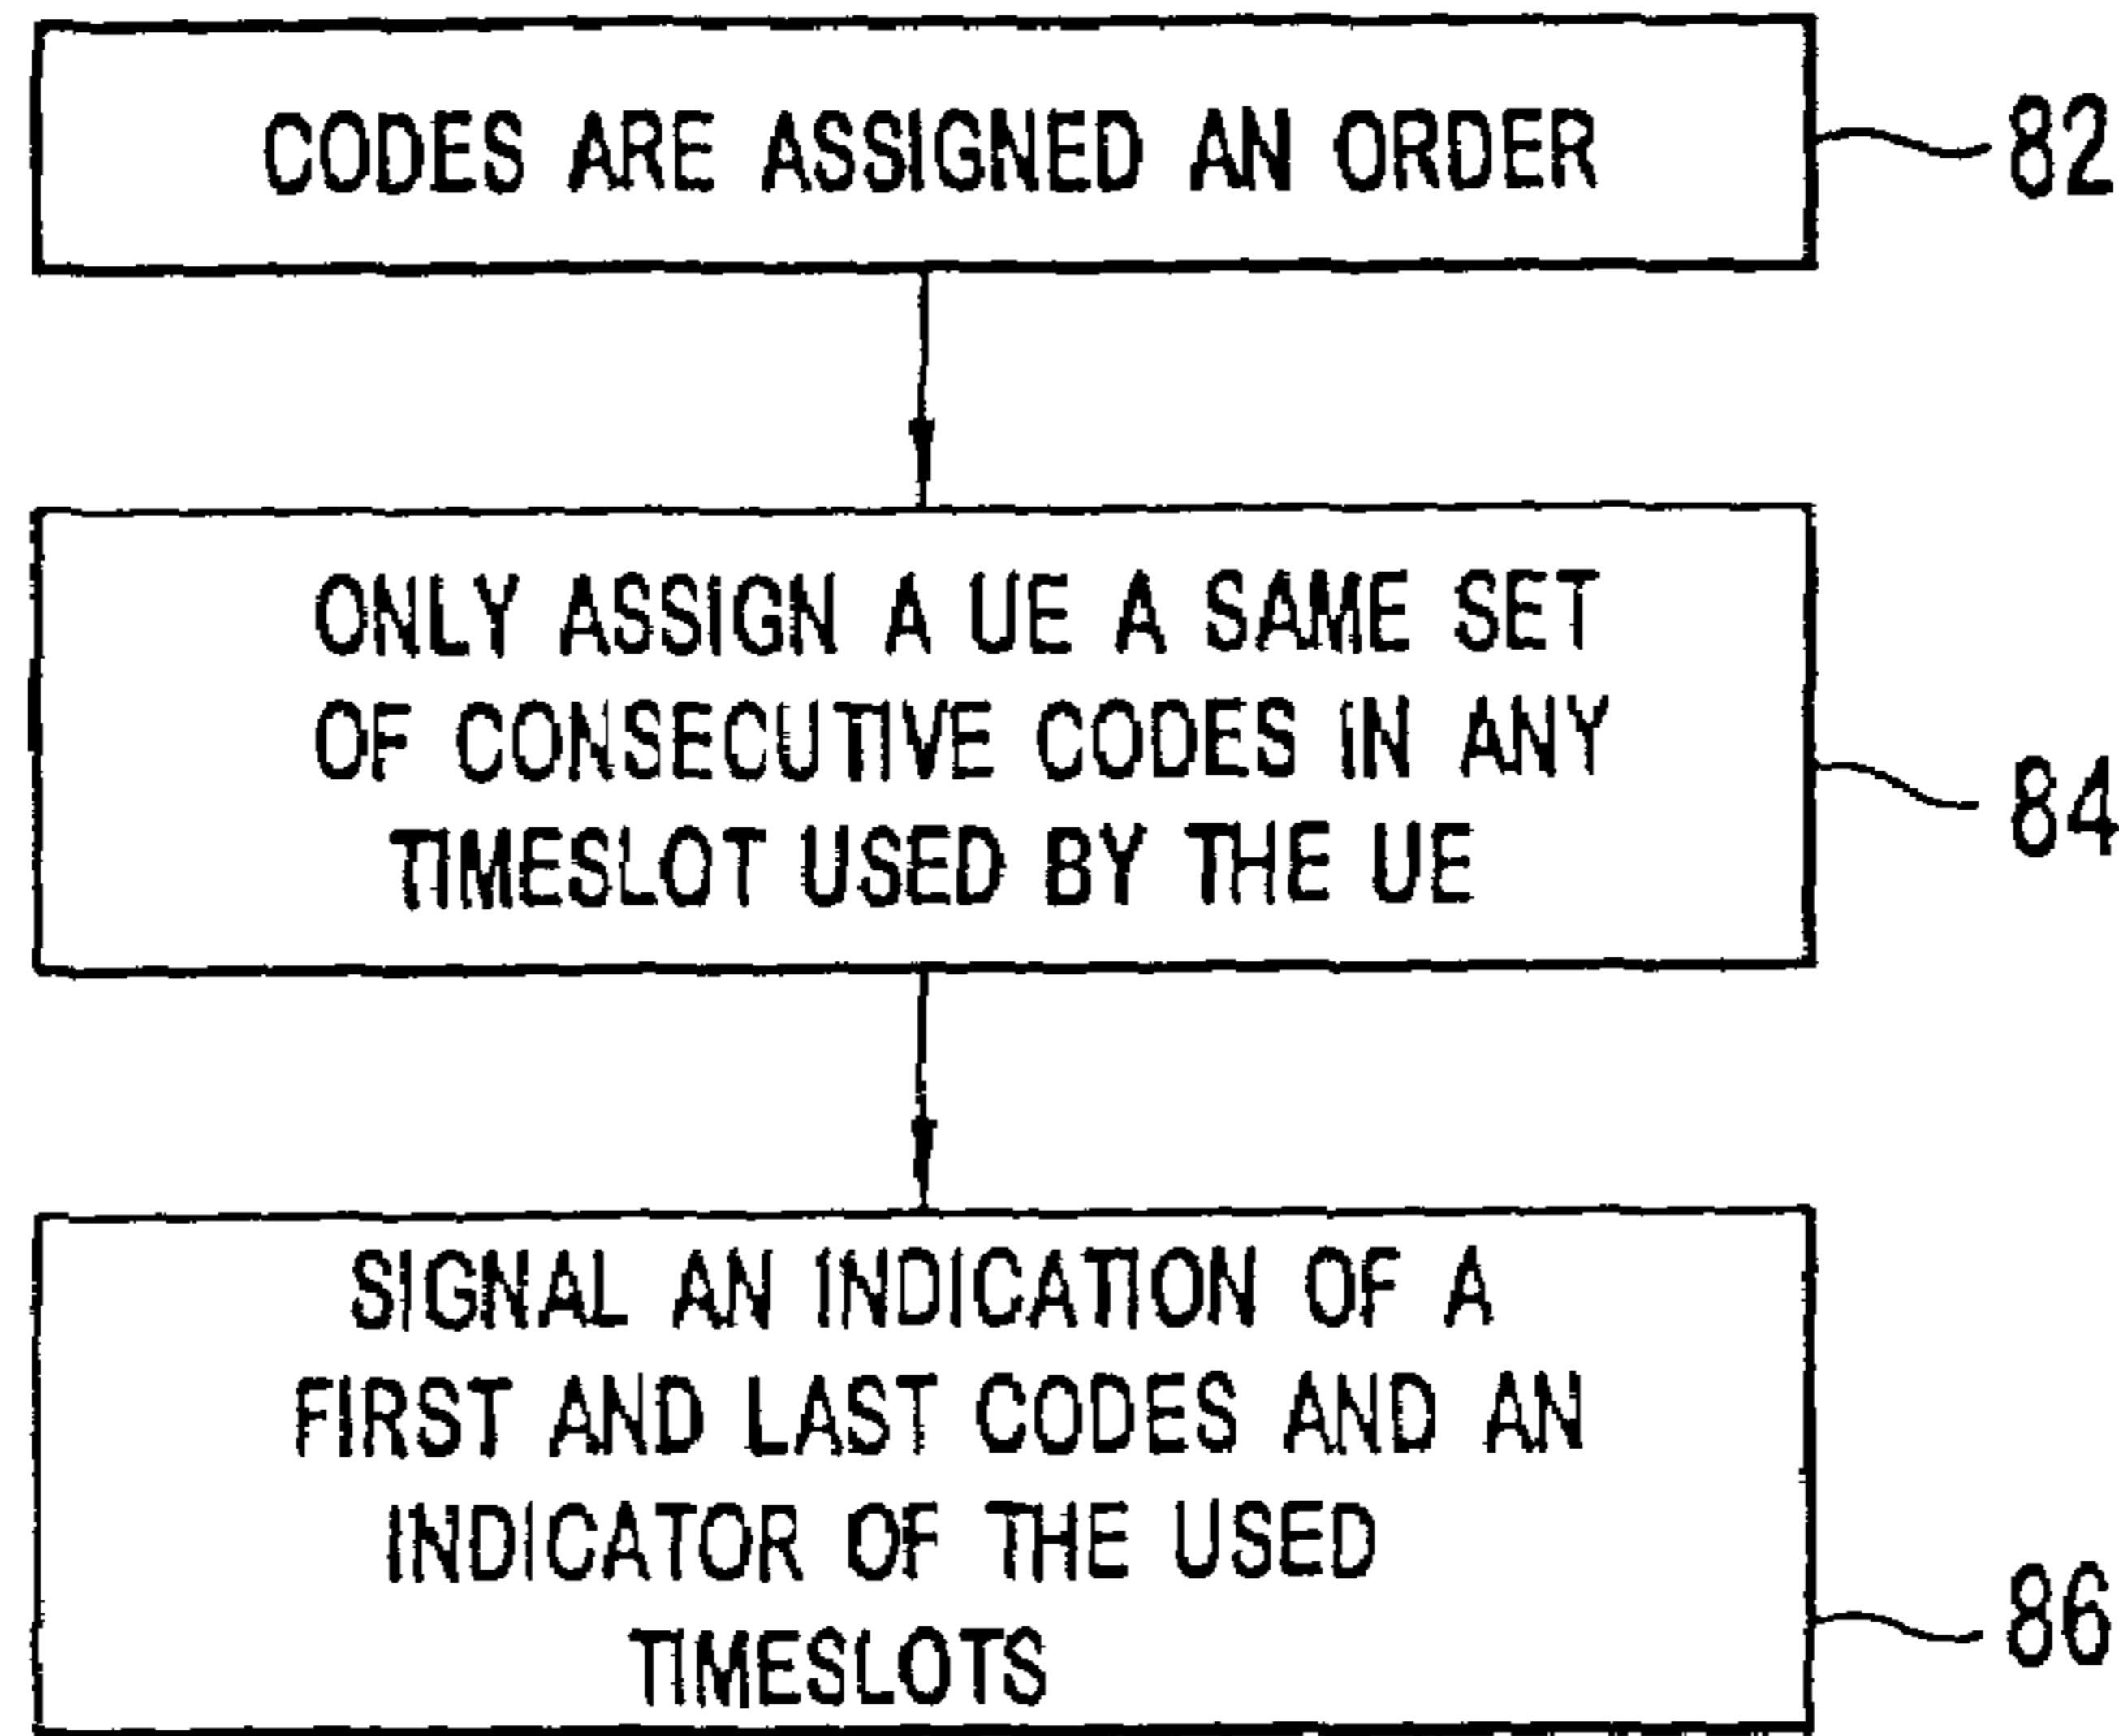 CODES ARE ASSIGNED AN ORDER
82
ONLY ASSIGN A UE A SAME SET
OF CONSECUTIVE CODES IN ANY
TIMESLOT USED BY THE UE
84
SIGNAL AN INDICATION OF A
FIRST AND LAST CODES AND AN
INDICATOR OF THE USED
TIMESLOTS
86